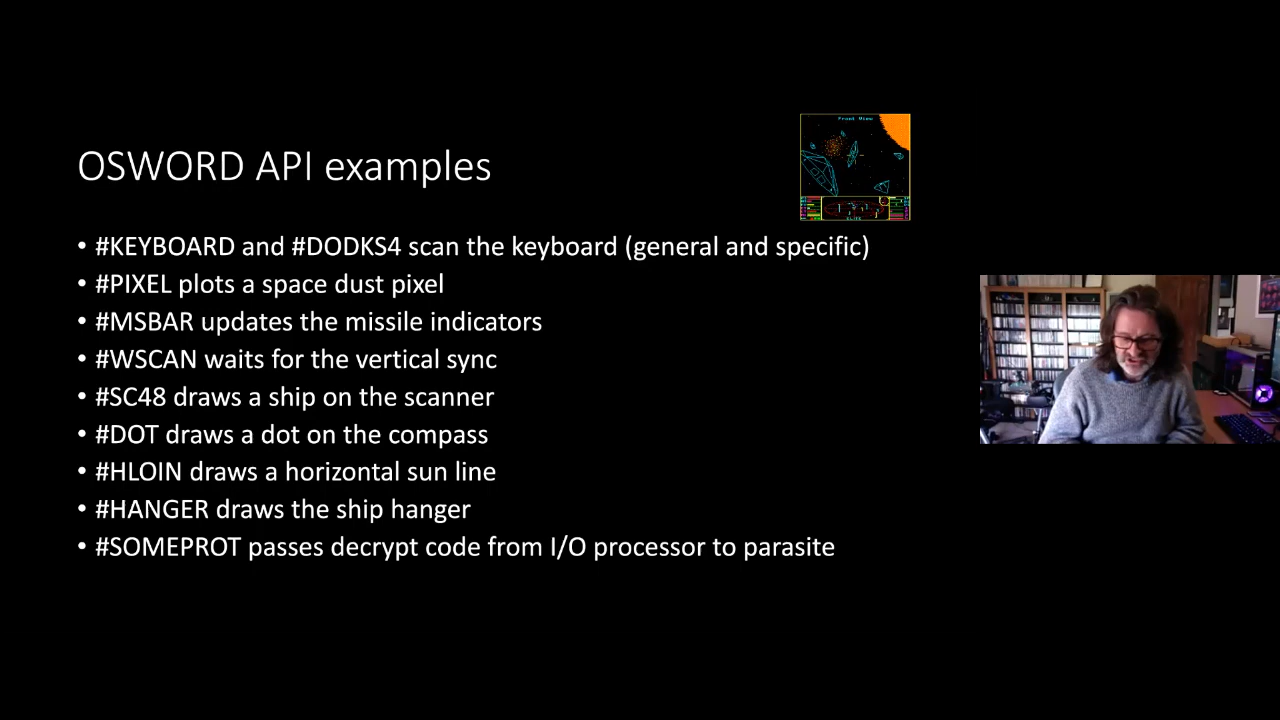 Front View
OSWORD API examples
• #KEYBOARD and #DODKS4 scan the keyboard (general and specific)
• #PIXEL plots a space dust pixel
• #MSBAR updates the missile indicators
• #WSCAN waits for the vertical sync
• #SC48 draws a ship on the scanner
• #DOT draws a dot on the compass
• #HLOIN draws a horizontal sun line
• #HANGER draws the ship hanger
• #SOMEPROT passes decrypt code from I/O processor to parasite